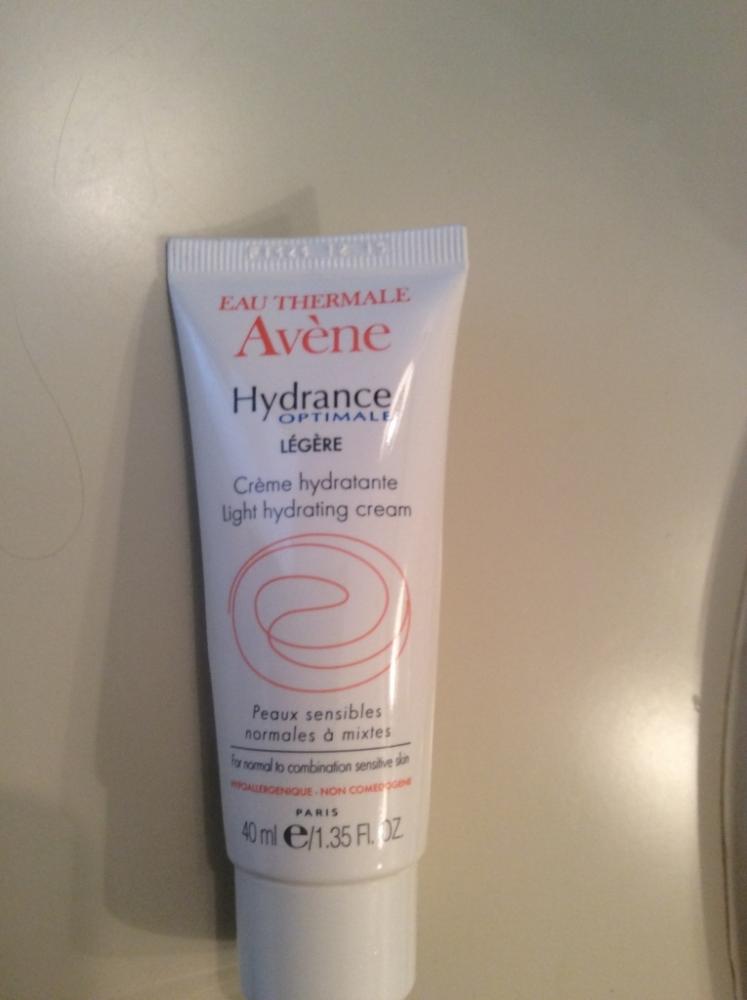 EAU THERMALE
Avène
Hydrance
OPTIMALE
LÉGÈRE
Crème hydratante
Light hydrating cream
Peaux sensibles
normales à mixtes
For normal to combination sensitive skin
HYPOALLERGENIQUE - NON COMEDOGENE
PARIS
40 ml e/1.35 Fl. OZ.